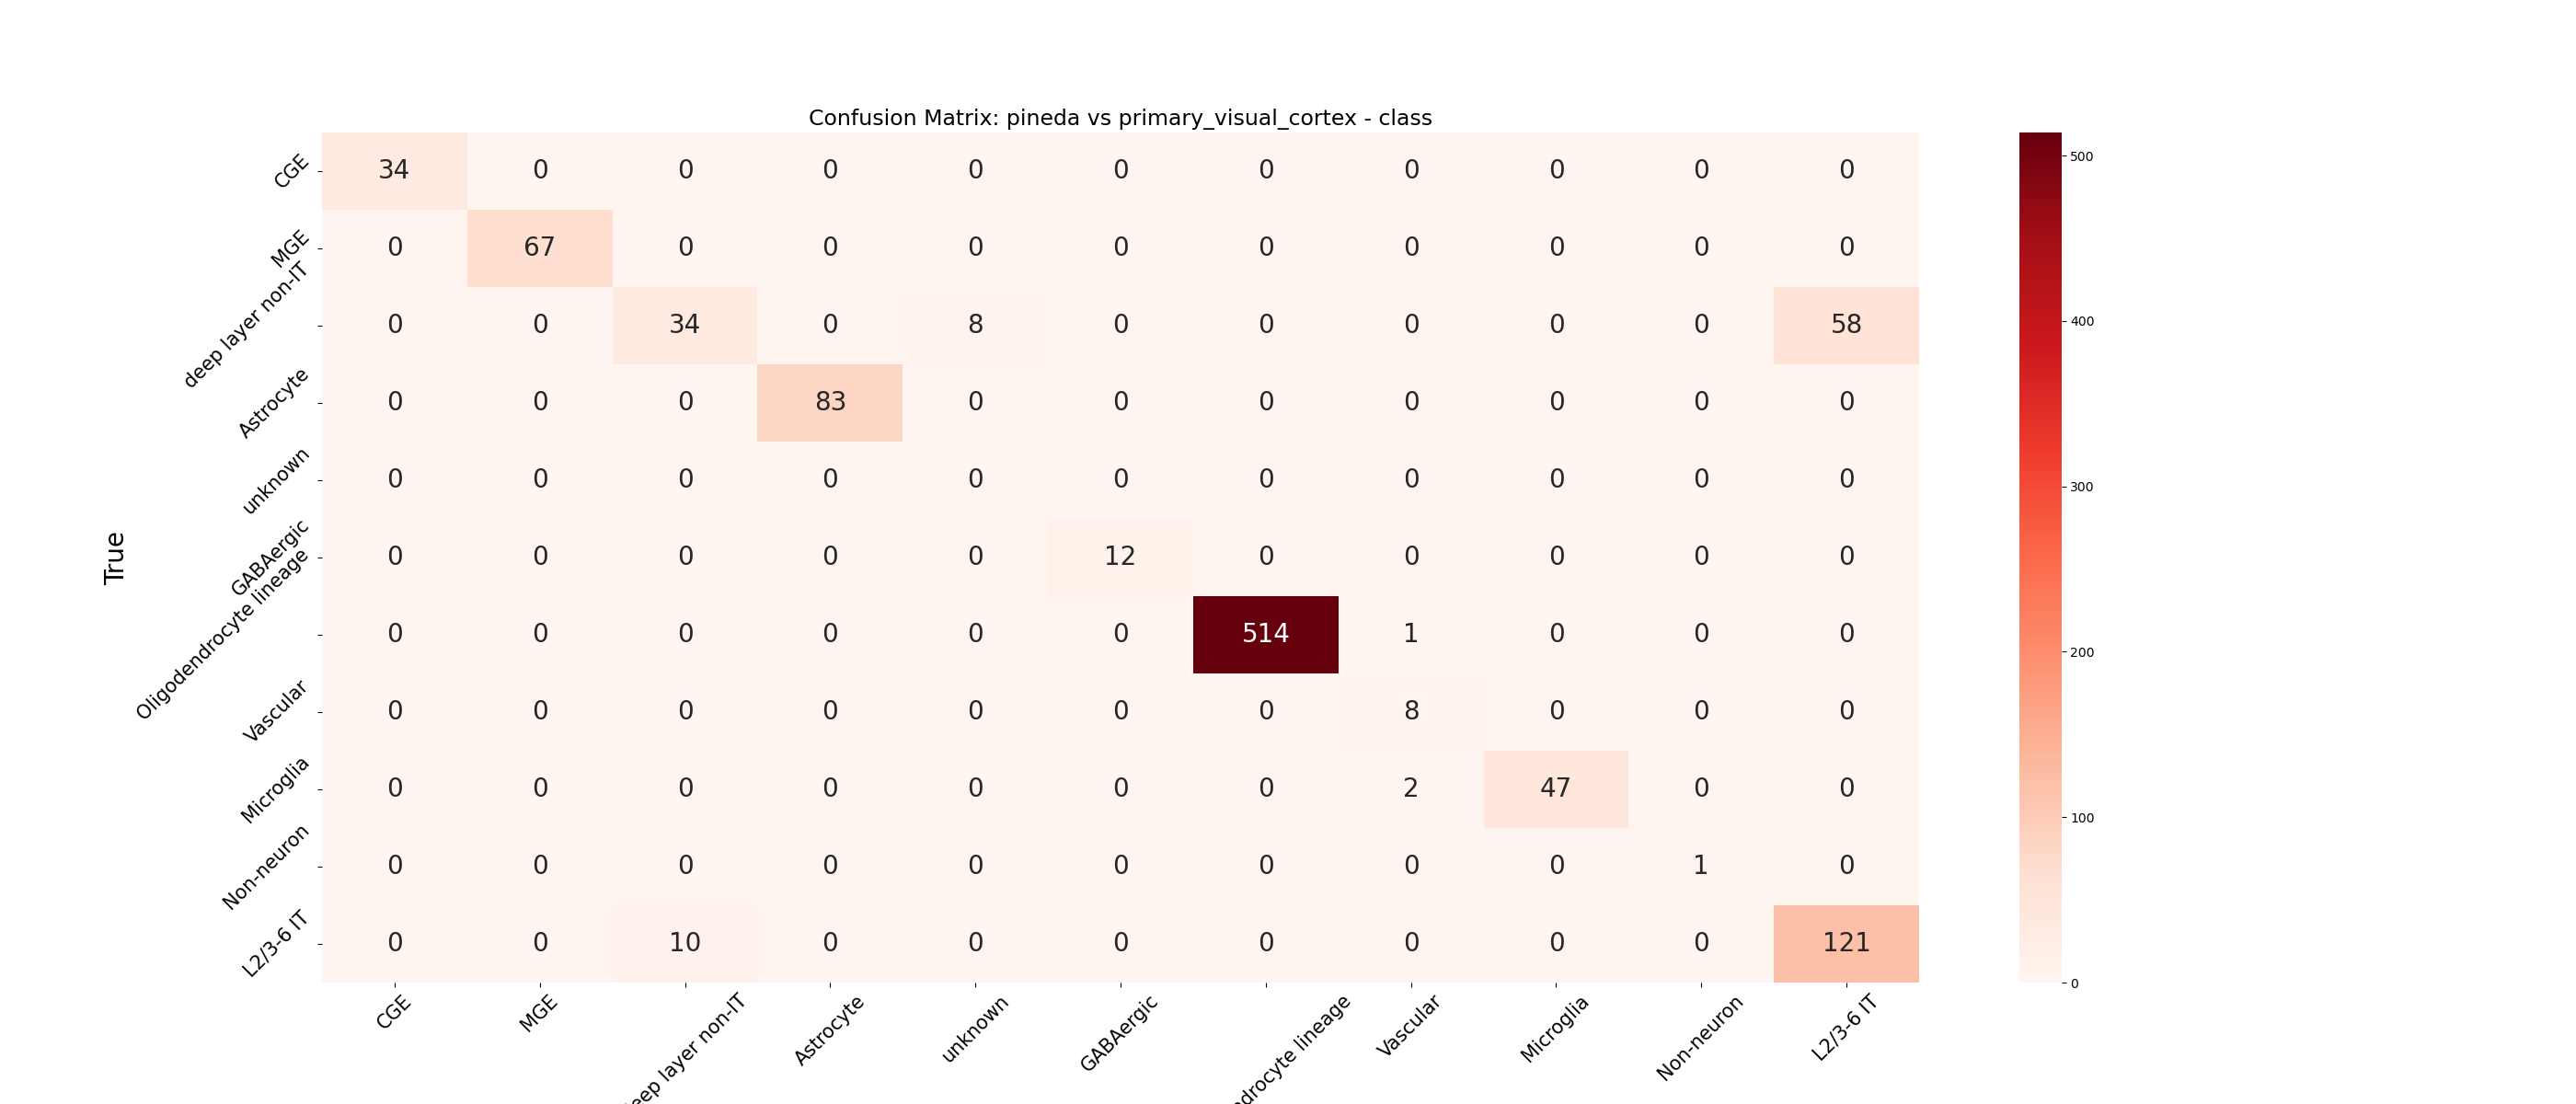 Confusion Matrix: pineda vs primary_visual_cortex - class
True
CGE 34 0 0 0 0 0 0 0 0 0 0
MGE 0 67 0 0 0 0 0 0 0 0 0
deep layer non-IT 0 0 34 0 8 0 0 0 0 0 58
Astrocyte 0 0 0 83 0 0 0 0 0 0 0
unknown 0 0 0 0 0 0 0 0 0 0 0
GABAergic 0 0 0 0 0 12 0 0 0 0 0
Oligodendrocyte lineage 0 0 0 0 0 0 514 1 0 0 0
Vascular 0 0 0 0 0 0 0 8 0 0 0
Microglia 0 0 0 0 0 0 0 2 47 0 0
Non-neuron 0 0 0 0 0 0 0 0 0 1 0
L2/3-6 IT 0 0 10 0 0 0 0 0 0 0 121
CGE MGE layer non-IT Astrocyte unknown GABAergic lineage Vascular Microglia Non-neuron L2/3-6 IT
500
400
300
200
100
0